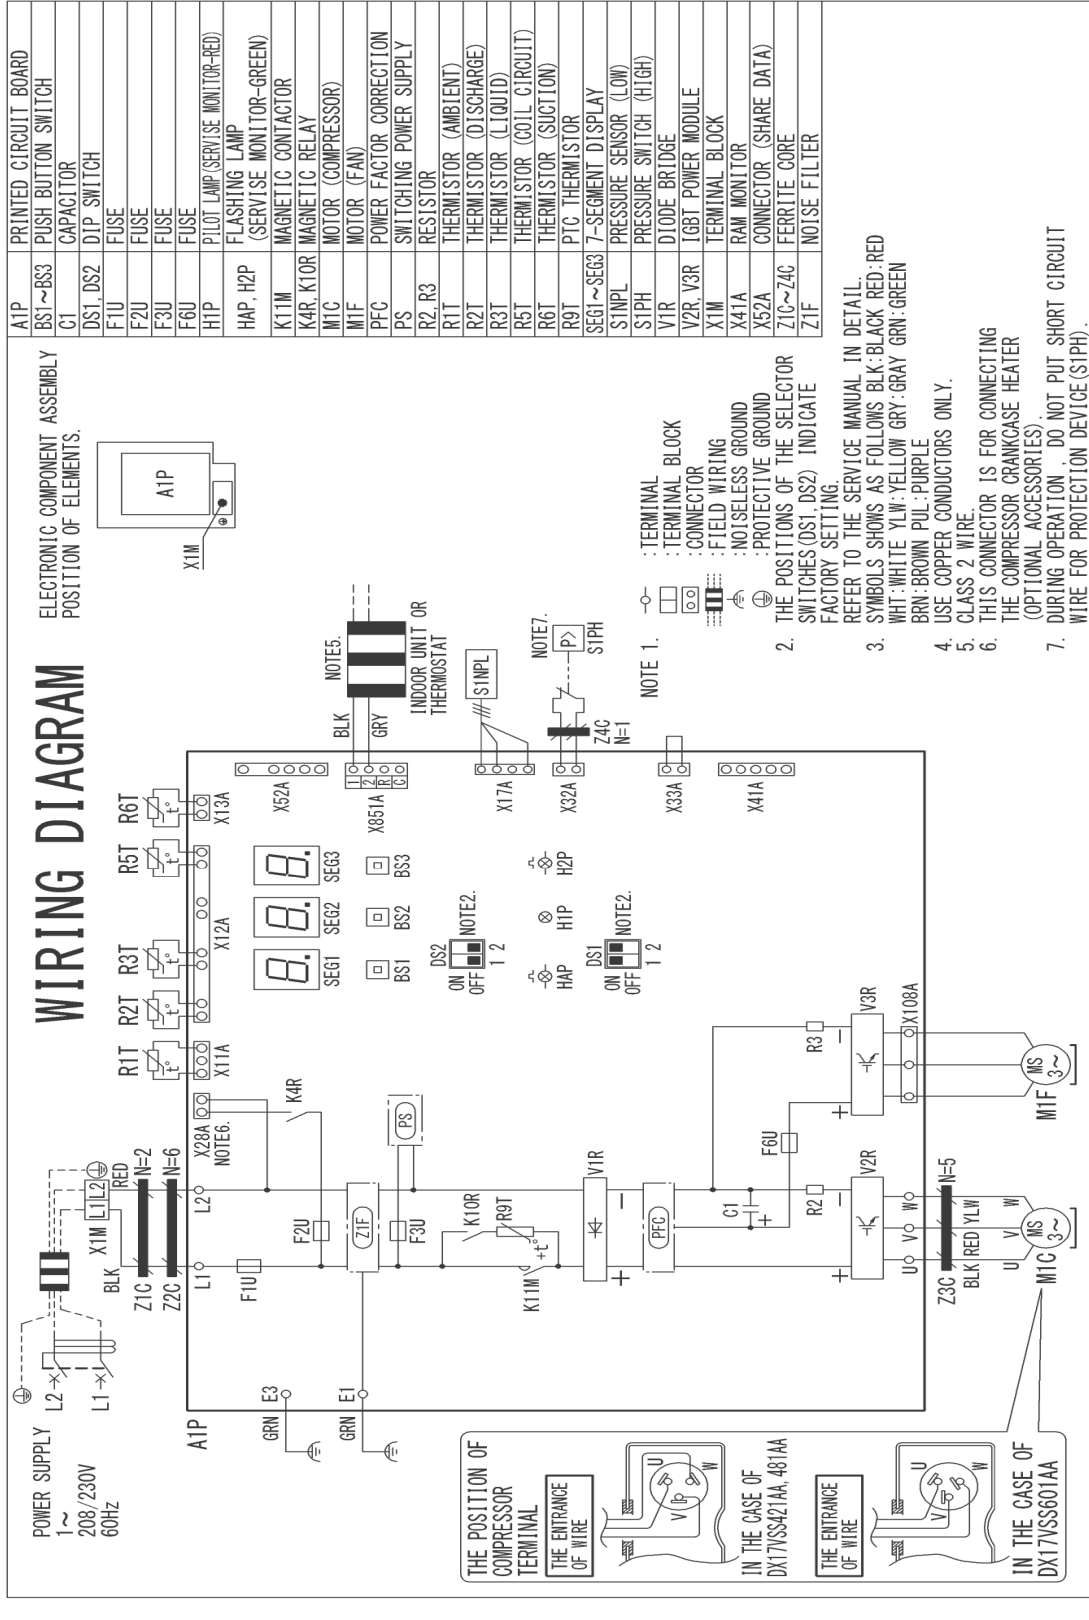 WIRING DIAGRAM
POWER SUPPLY
1~
208/230V
60Hz
L2
L1
X1M
L1 L2
BLK
RED
Z1C
N=2
Z2C
N=6
L1
L2
A1P
GRN
E3
GRN
E1
X28A
NOTE6.
R1T
t°
X11A
R2T
t°
R3T
t°
X12A
R5T
t°
R6T
t°
X13A
F1U
F2U
K4R
Z1F
F3U
PS
K10R
R9T
+t°
K11M
V1R
+
−
PFC
C1
+
F6U
R2
R3
+
−
V2R
+
−
V3R
X108A
U
V
W
Z3C
N=5
BLK RED YLW
U
V
W
MS
3~
M1C
MS
3~
M1F
SEG1
SEG2
SEG3
BS1
BS2
BS3
DS2
ON
OFF
1 2
NOTE2.
HAP
H1P
H2P
DS1
ON
OFF
1 2
NOTE2.
X52A
X851A
1
2
R
C
BLK
GRY
NOTE5.
INDOOR UNIT OR
THERMOSTAT
X17A
S1NPL
X32A
Z4C
N=1
NOTE7.
P>
S1PH
X33A
X41A
THE POSITION OF
COMPRESSOR
TERMINAL
THE ENTRANCE
OF WIRE
U
V
W
IN THE CASE OF
DX17VSS421AA, 481AA
THE ENTRANCE
OF WIRE
U
V
W
IN THE CASE OF
DX17VSS601AA
ELECTRONIC COMPONENT ASSEMBLY
POSITION OF ELEMENTS.
A1P
X1M
NOTE 1.
:TERMINAL
:TERMINAL BLOCK
:CONNECTOR
:FIELD WIRING
:NOISELESS GROUND
:PROTECTIVE GROUND
2. THE POSITIONS OF THE SELECTOR
SWITCHES(DS1,DS2) INDICATE
FACTORY SETTING.
REFER TO THE SERVICE MANUAL IN DETAIL.
3. SYMBOLS SHOWS AS FOLLOWS BLK:BLACK RED:RED
WHT:WHITE YLW:YELLOW GRY:GRAY GRN:GREEN
BRN:BROWN PUL:PURPLE
4. USE COPPER CONDUCTORS ONLY.
5. CLASS 2 WIRE.
6. THIS CONNECTOR IS FOR CONNECTING
THE COMPRESSOR CRANKCASE HEATER
(OPTIONAL ACCESSORIES).
7. DURING OPERATION , DO NOT PUT SHORT CIRCUIT
WIRE FOR PROTECTION DEVICE(S1PH).
A1P PRINTED CIRCUIT BOARD
BS1~BS3 PUSH BUTTON SWITCH
C1 CAPACITOR
DS1, DS2 DIP SWITCH
F1U FUSE
F2U FUSE
F3U FUSE
F6U FUSE
H1P PILOT LAMP(SERVISE MONITOR-RED)
HAP, H2P FLASHING LAMP
(SERVISE MONITOR-GREEN)
K11M MAGNETIC CONTACTOR
K4R, K10R MAGNETIC RELAY
M1C MOTOR (COMPRESSOR)
M1F MOTOR (FAN)
PFC POWER FACTOR CORRECTION
PS SWITCHING POWER SUPPLY
R2, R3 RESISTOR
R1T THERMISTOR (AMBIENT)
R2T THERMISTOR (DISCHARGE)
R3T THERMISTOR (LIQUID)
R5T THERMISTOR (COIL CIRCUIT)
R6T THERMISTOR (SUCTION)
R9T PTC THERMISTOR
SEG1~SEG3 7-SEGMENT DISPLAY
S1NPL PRESSURE SENSOR (LOW)
S1PH PRESSURE SWITCH (HIGH)
V1R DIODE BRIDGE
V2R, V3R IGBT POWER MODULE
X1M TERMINAL BLOCK
X41A RAM MONITOR
X52A CONNECTOR (SHARE DATA)
Z1C~Z4C FERRITE CORE
Z1F NOISE FILTER